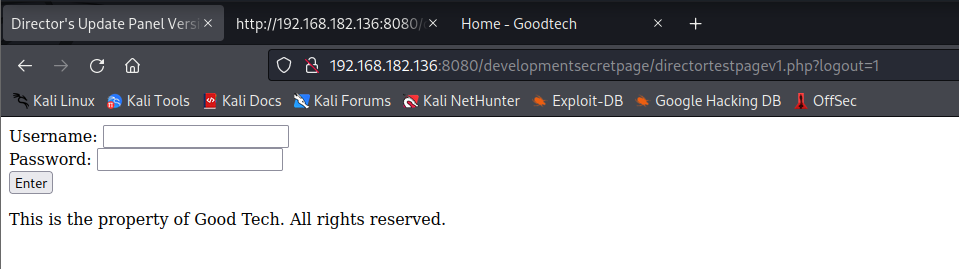 Director's Update Panel Versi
http://192.168.182.136:8080/
Home - Goodtech
192.168.182.136:8080/developmentsecretpage/directortestpagev1.php?logout=1
Kali Linux Kali Tools Kali Docs Kali Forums Kali NetHunter Exploit-DB Google Hacking DB OffSec
Username:
Password:
Enter
This is the property of Good Tech. All rights reserved.